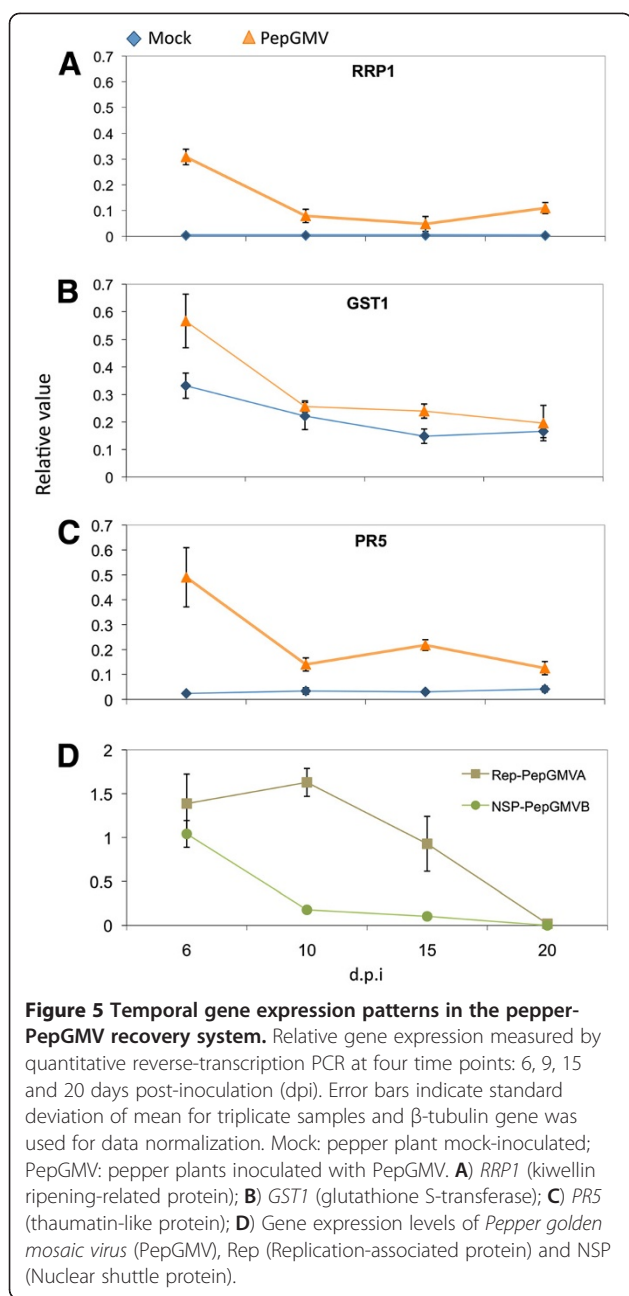 Mock PepGMV
A
RRP1
0.7
0.6
0.5
0.4
0.3
0.2
0.1
0
B
GST1
0.7
0.6
0.5
0.4
0.3
0.2
0.1
0
Relative value
C
PR5
0.7
0.6
0.5
0.4
0.3
0.2
0.1
0
D
2
1.5
1
0.5
0
Rep-PepGMVA
NSP-PepGMVB
6 10 15 20
d.p.i
Figure 5 Temporal gene expression patterns in the pepper-
PepGMV recovery system. Relative gene expression measured by
quantitative reverse-transcription PCR at four time points: 6, 9, 15
and 20 days post-inoculation (dpi). Error bars indicate standard
deviation of mean for triplicate samples and β-tubulin gene was
used for data normalization. Mock: pepper plant mock-inoculated;
PepGMV: pepper plants inoculated with PepGMV. A) RRP1 (kiwellin
ripening-related protein); B) GST1 (glutathione S-transferase); C) PR5
(thaumatin-like protein); D) Gene expression levels of Pepper golden
mosaic virus (PepGMV), Rep (Replication-associated protein) and NSP
(Nuclear shuttle protein).